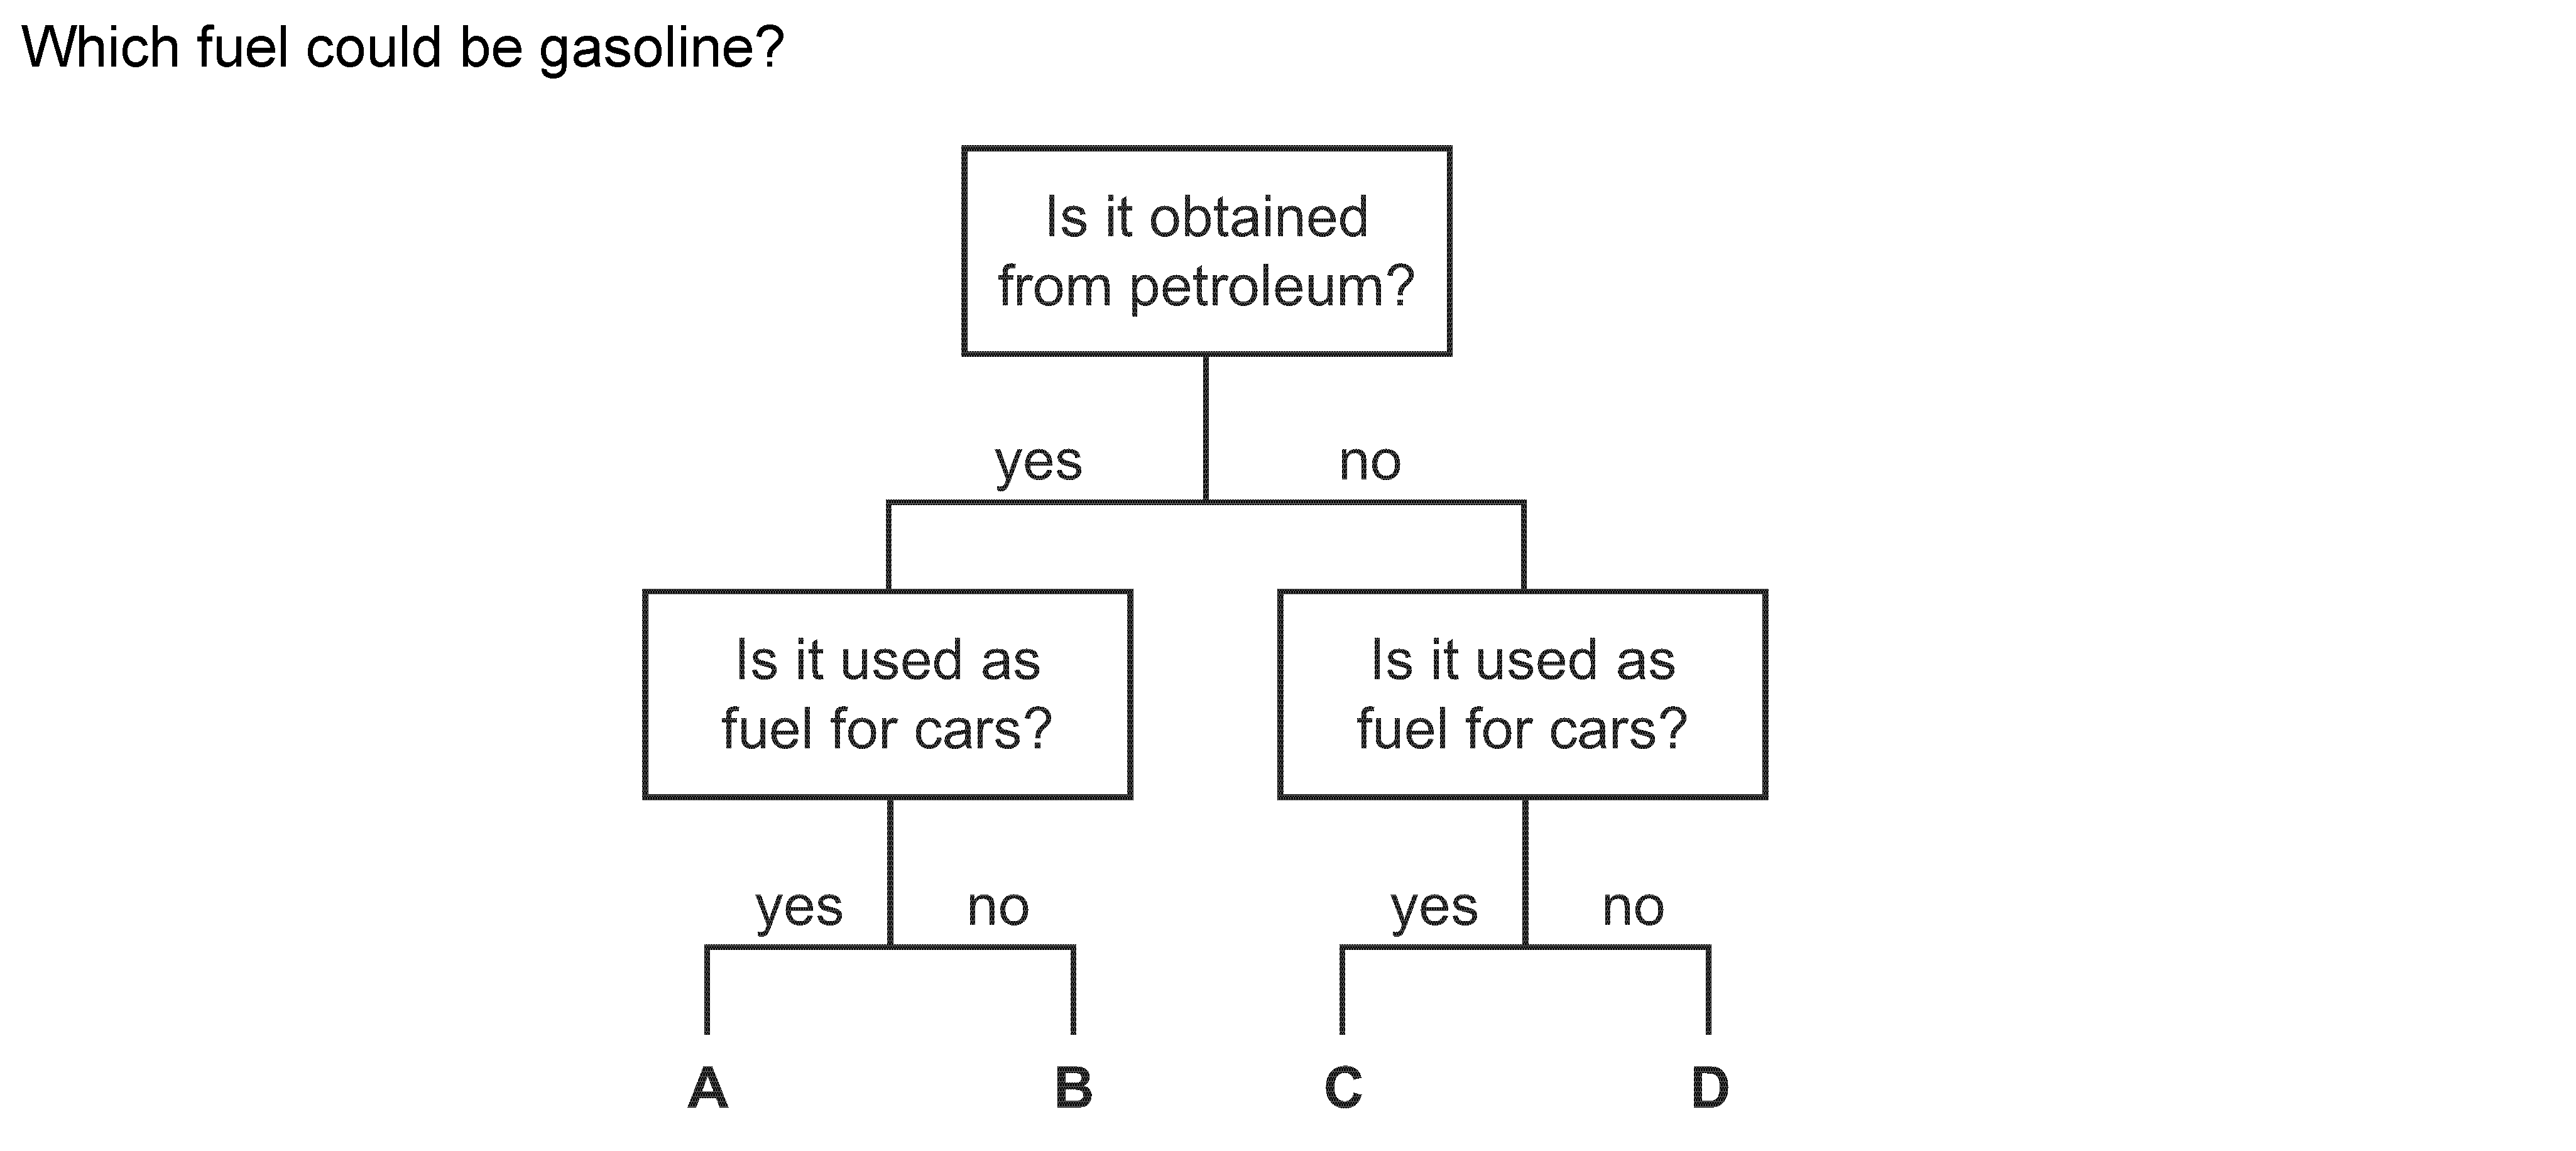 Which fuel could be gasoline?
Is it obtained
from petroleum?
yes no
Is it used as
fuel for cars?
Is it used as
fuel for cars?
yes no
yes no
A B C D